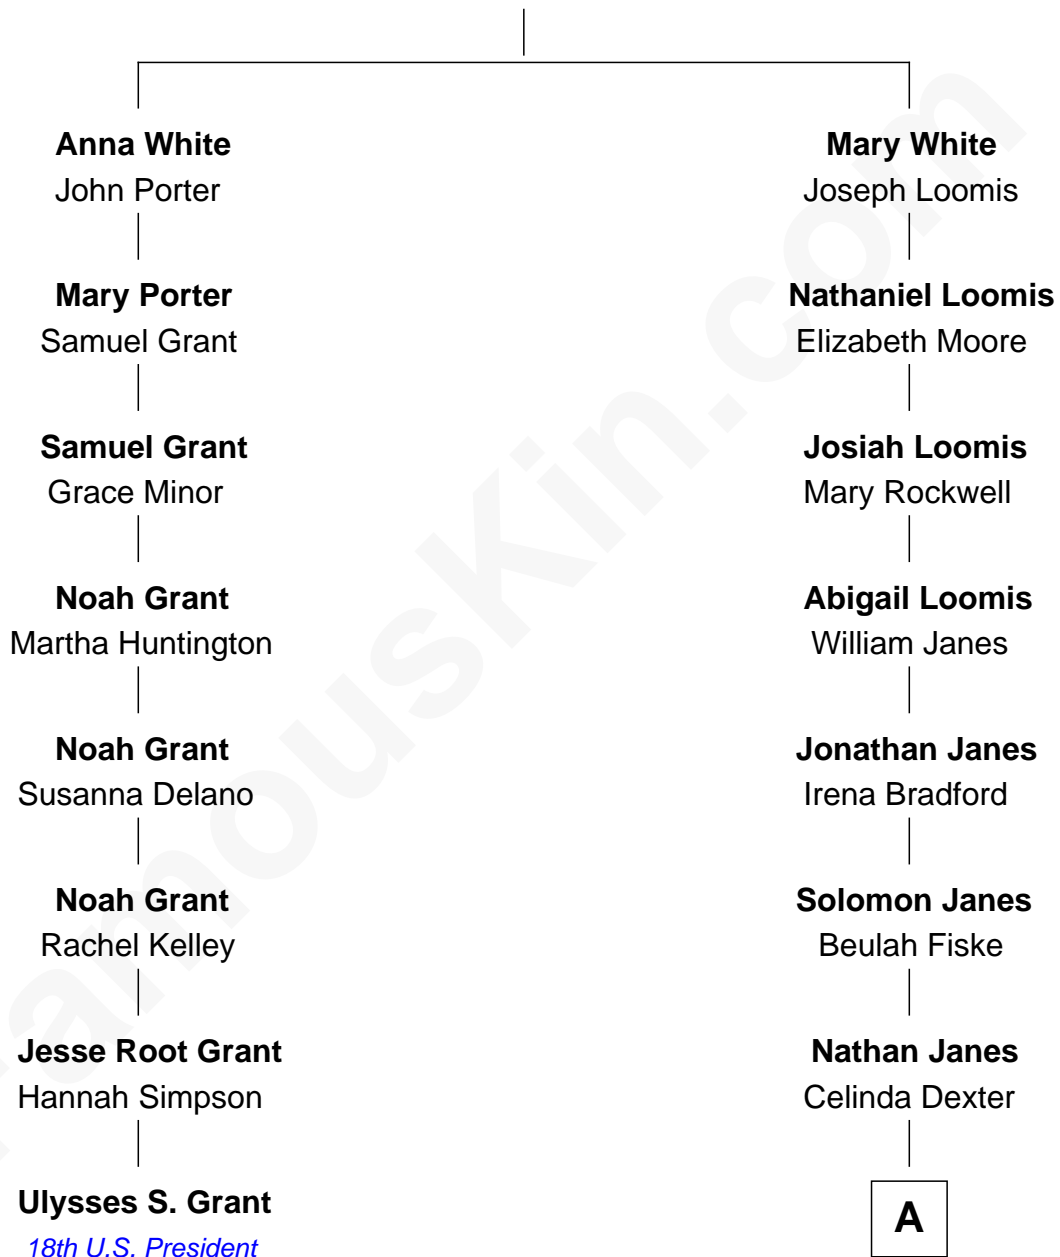 Anna White
John Porter
Mary White
Joseph Loomis
Mary Porter
Samuel Grant
Nathaniel Loomis
Elizabeth Moore
Samuel Grant
Grace Minor
Josiah Loomis
Mary Rockwell
Noah Grant
Martha Huntington
Abigail Loomis
William Janes
Noah Grant
Susanna Delano
Jonathan Janes
Irena Bradford
Noah Grant
Rachel Kelley
Solomon Janes
Beulah Fiske
Jesse Root Grant
Hannah Simpson
Nathan Janes
Celinda Dexter
Ulysses S. Grant
18th U.S. President
A
FamousKin.com